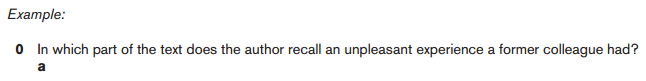 Example:
0 In which part of the text does the author recall an unpleasant experience a former colleague had?
a